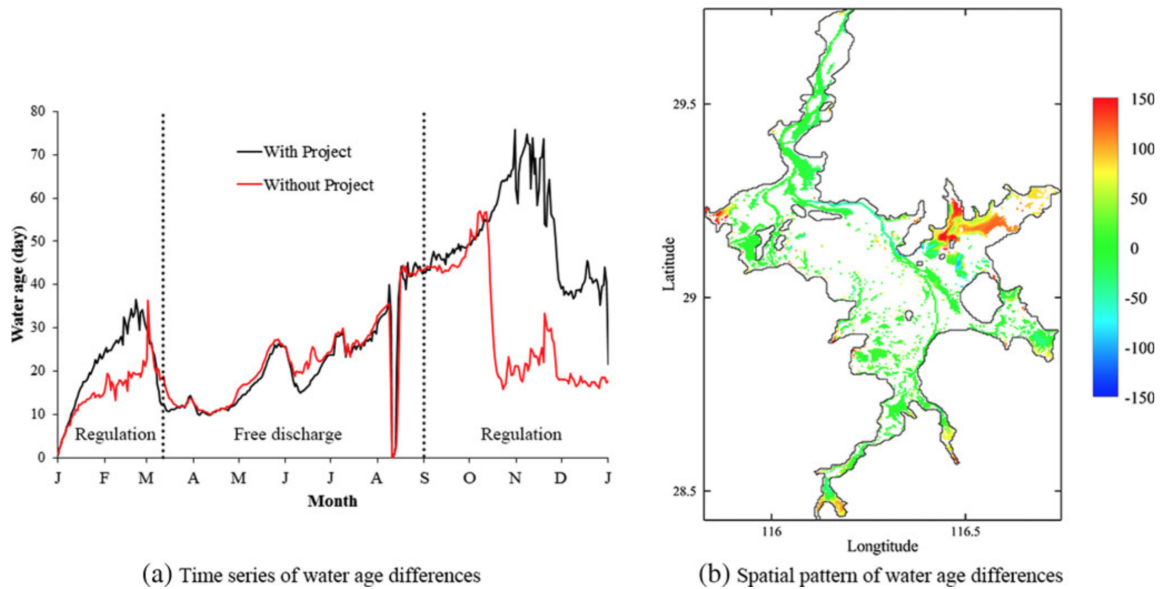 80
70
60
50
40
30
20
10
0
Water age (day)
With Project
Without Project
Regulation
Free discharge
Regulation
J F M A M J J A S O N D J
Month
(a) Time series of water age differences
29.5
29
28.5
Latitude
116 116.5
Longtitude
150
100
50
0
-50
-100
-150
(b) Spatial pattern of water age differences